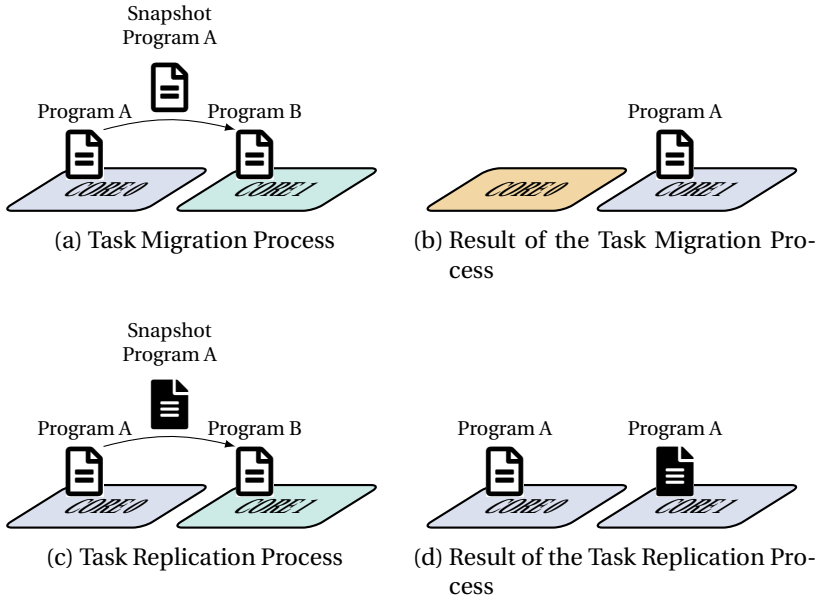 Snapshot
Program A
Program A
Program B
CORE 0
CORE 1
(a) Task Migration Process
Program A
CORE 0
CORE 1
(b) Result of the Task Migration Pro-
cess
Snapshot
Program A
Program A
Program B
CORE 0
CORE 1
(c) Task Replication Process
Program A
Program A
CORE 0
CORE 1
(d) Result of the Task Replication Pro-
cess